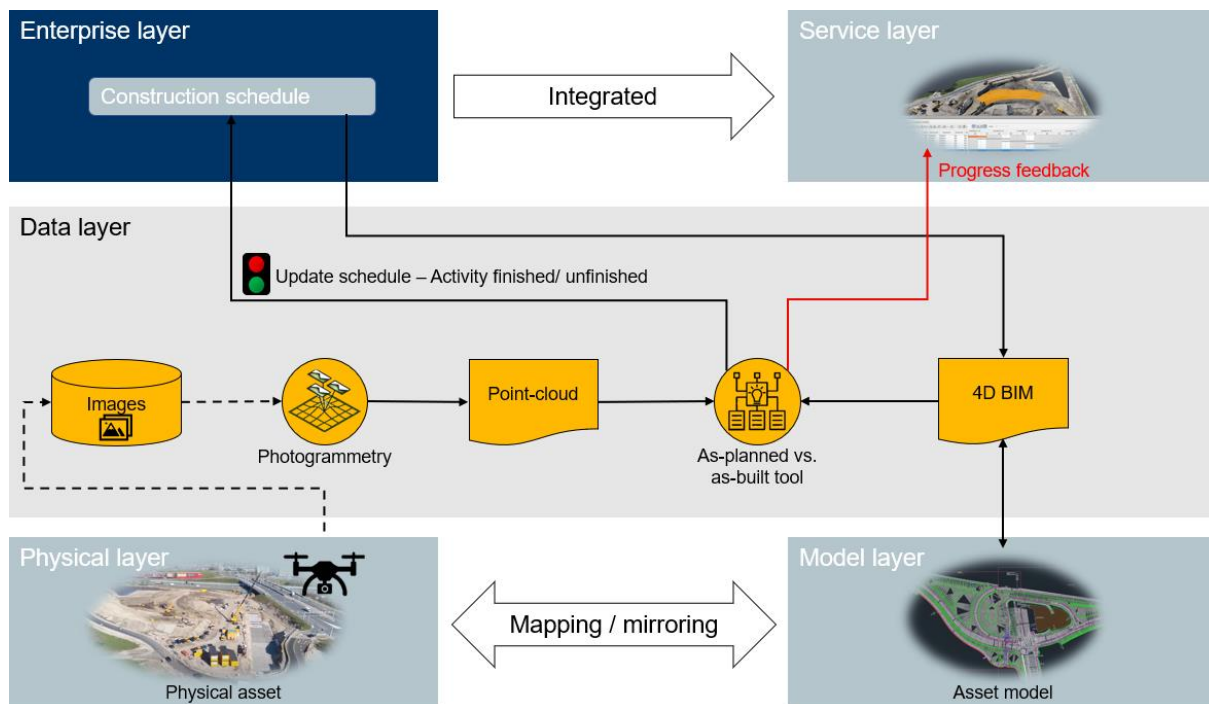 Enterprise layer
Construction schedule
Integrated
Service layer
Progress feedback
Data layer
Update schedule – Activity finished/ unfinished
Images
Photogrammetry
Point-cloud
As-planned vs.
as-built tool
4D BIM
Physical layer
Physical asset
Mapping / mirroring
Model layer
Asset model